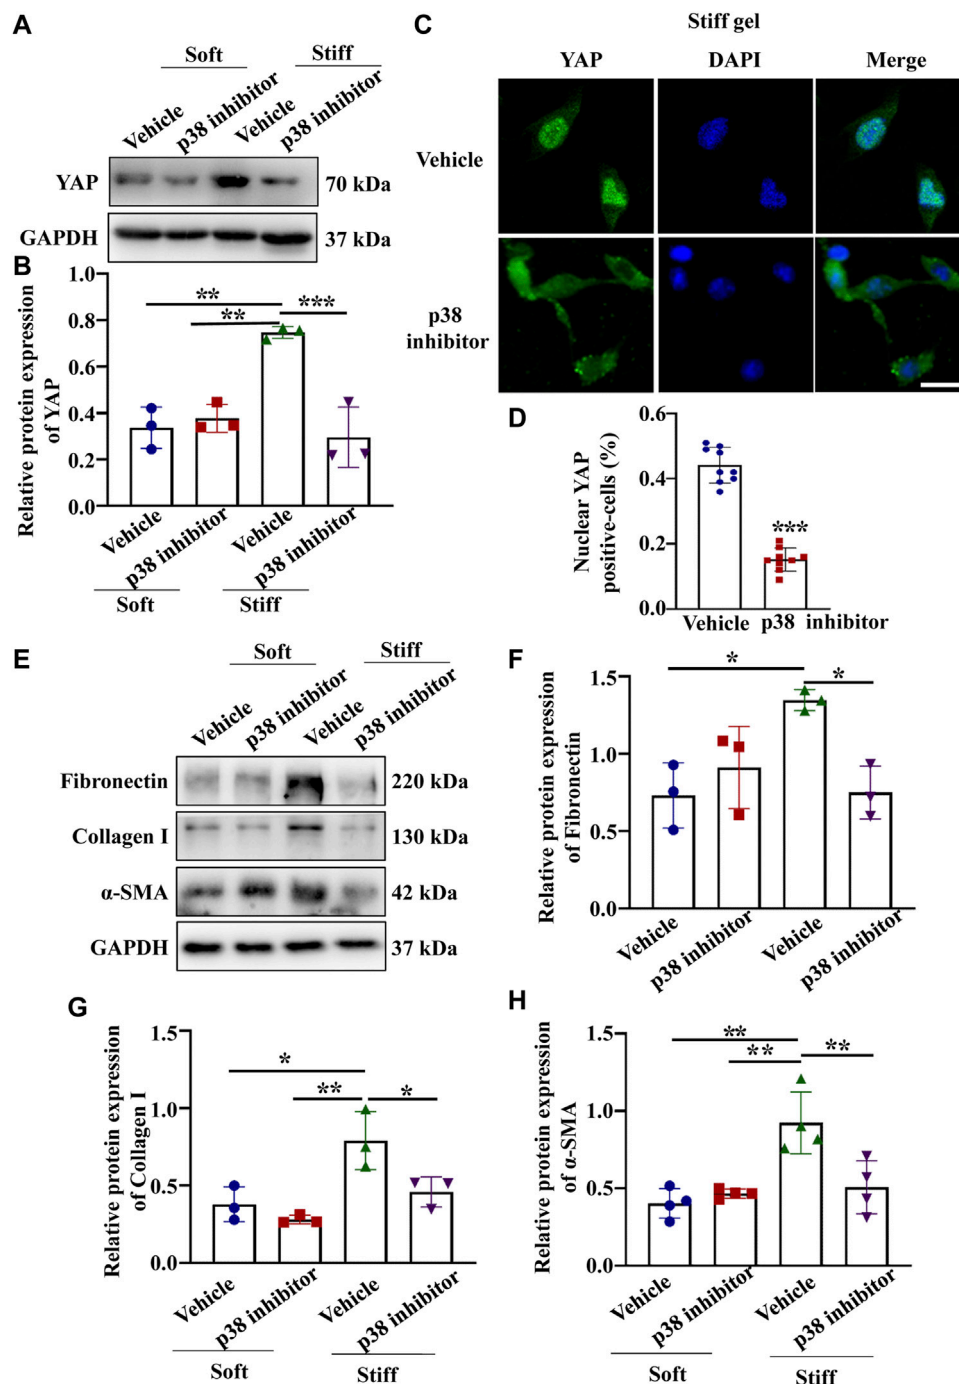 A
Soft
Stiff
Vehicle
p38 inhibitor
Vehicle
p38 inhibitor
YAP
70 kDa
GAPDH
37 kDa
B
Relative protein expression
of YAP
0.8
0.6
0.4
0.2
0.0
**
**
***
Vehicle
p38 inhibitor
Vehicle
p38 inhibitor
Soft
Stiff
C
Stiff gel
YAP
DAPI
Merge
Vehicle
p38
inhibitor
D
Nuclear YAP
positive-cells (%)
0.6
0.4
0.2
0.0
***
Vehicle
p38 inhibitor
E
Soft
Stiff
Vehicle
p38 inhibitor
Vehicle
p38 inhibitor
Fibronectin
220 kDa
Collagen I
130 kDa
α-SMA
42 kDa
GAPDH
37 kDa
F
Relative protein expression
of Fibronectin
1.5
1.0
0.5
0.0
*
*
Vehicle
p38 inhibitor
Vehicle
p38 inhibitor
G
Relative protein expression
of Collagen I
1.5
1.0
0.5
0.0
*
**
*
Vehicle
p38 inhibitor
Vehicle
p38 inhibitor
Soft
Stiff
H
Relative protein expression
of α-SMA
1.5
1.0
0.5
0.0
**
**
**
Vehicle
p38 inhibitor
Vehicle
p38 inhibitor
Soft
Stiff